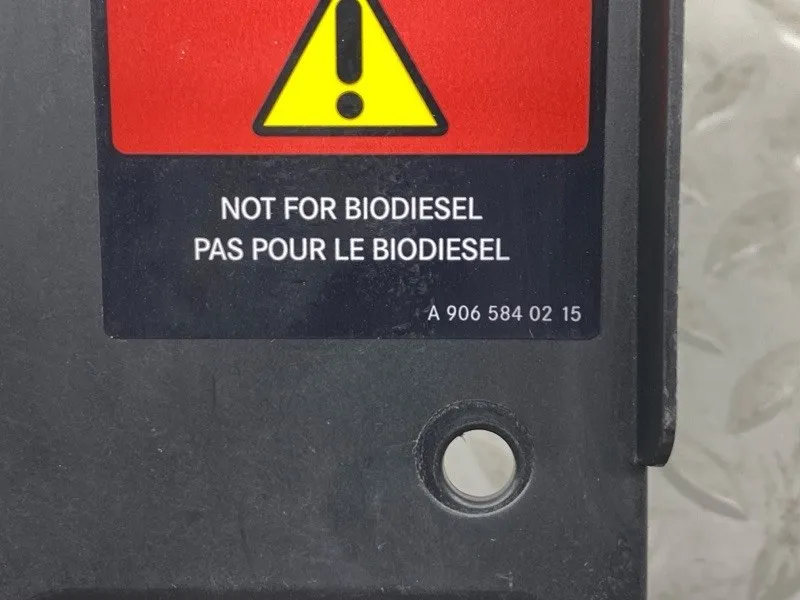 NOT FOR BIODIESEL
PAS POUR LE BIODIESEL
A 906 584 02 15